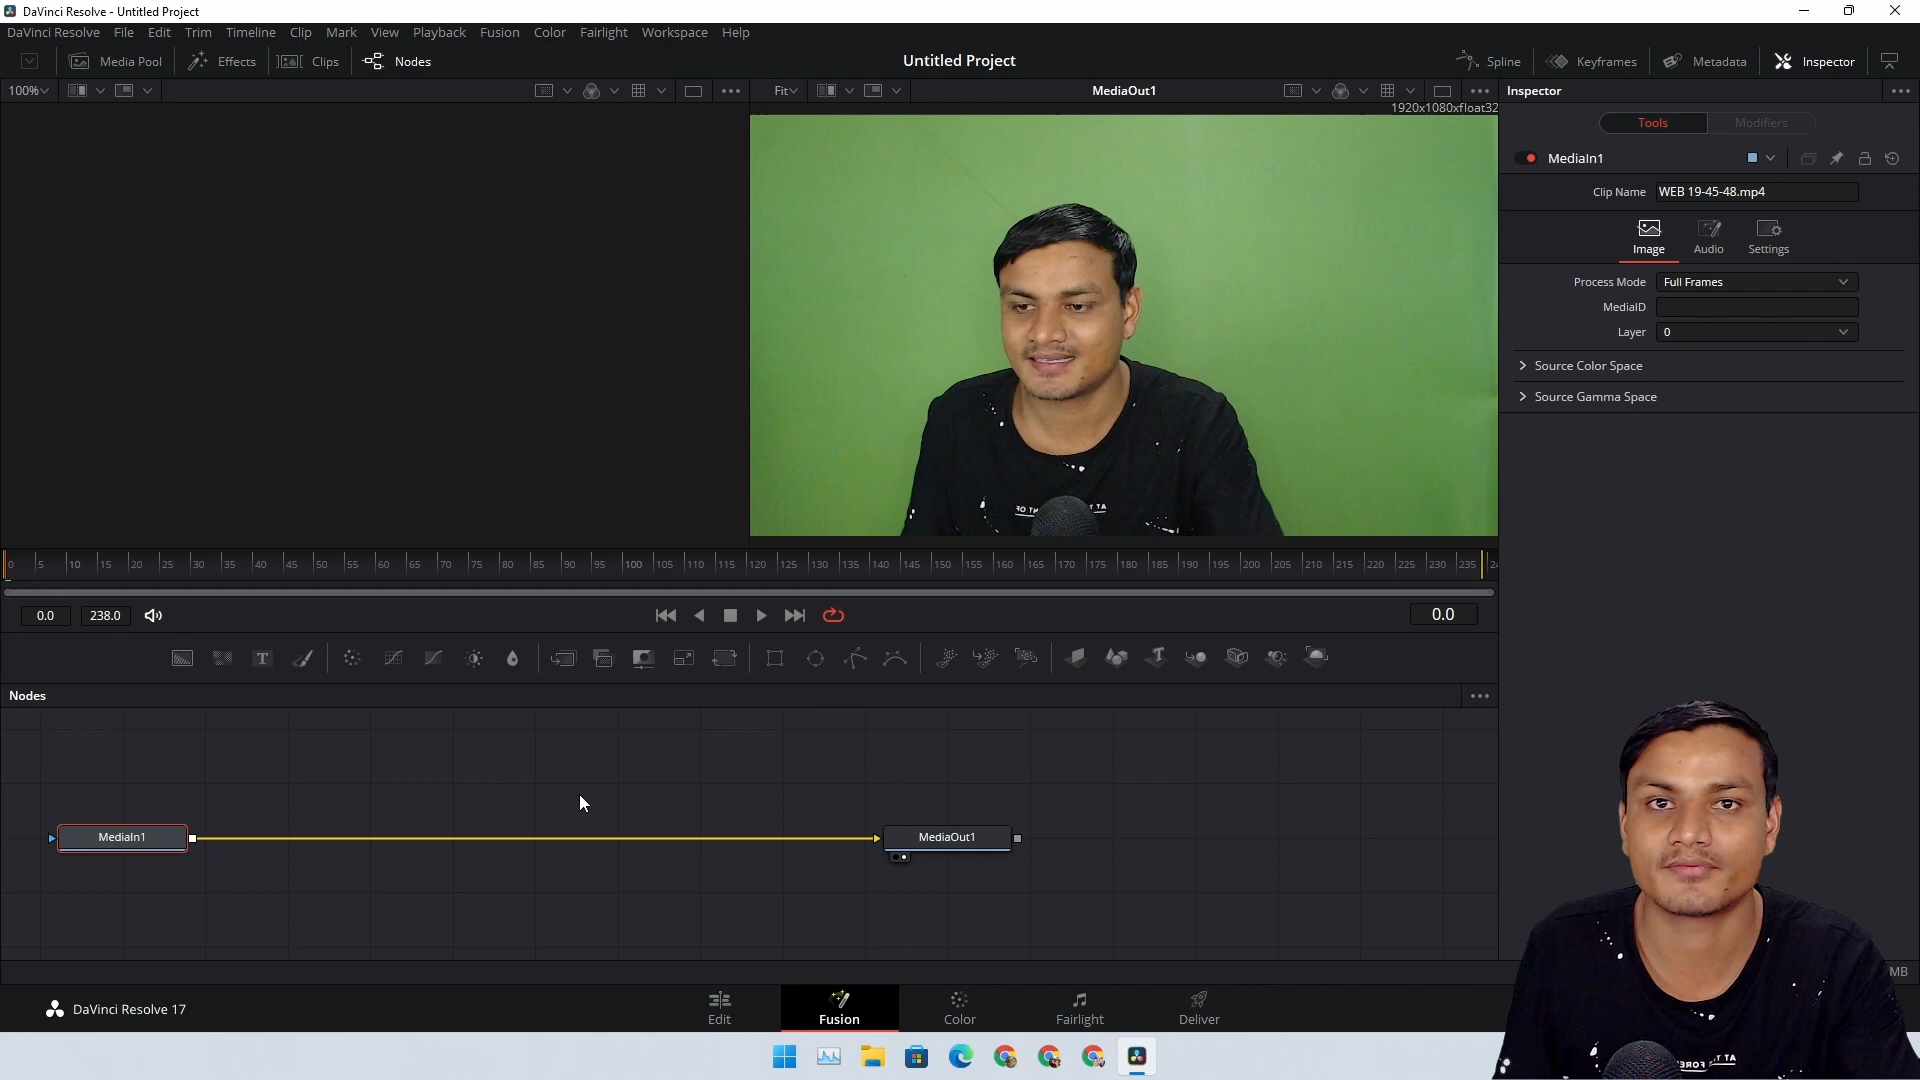 DaVinci Resolve - Untitled Project
DaVinci Resolve File Edit Trim Timeline Clip Mark View Playback Fusion Color Fairlight Workspace Help
Media Pool Effects Clips Nodes
Untitled Project
Spline Keyframes Metadata Inspector
100%
Fit
MediaOut1
Inspector
1920x1080xfloat32
Tools Modifiers
MediaIn1
Clip Name WEB 19-45-48.mp4
Image Audio Settings
Process Mode Full Frames
MediaID
Layer 0
Source Color Space
Source Gamma Space
0 5 10 15 20 25 30 35 40 45 50 55 60 65 70 75 80 85 90 95 100 105 110 115 120 125 130 135 140 145 150 155 160 165 170 175 180 185 190 195 200 205 210 215 220 225 230 235
0.0 238.0
0.0
T
T
Nodes
MediaIn1
MediaOut1
MB
DaVinci Resolve 17
Edit Fusion Color Fairlight Deliver